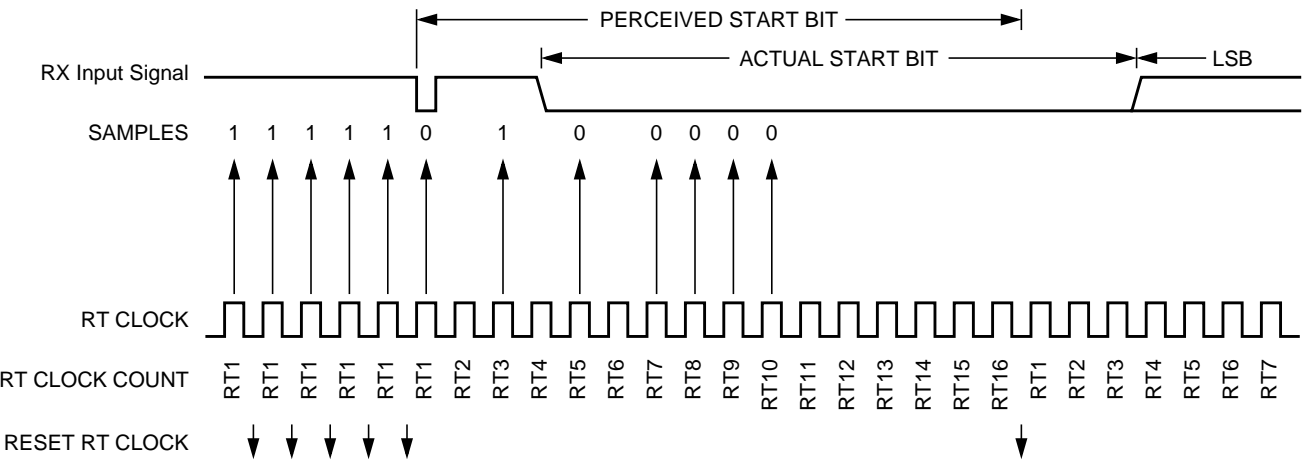 PERCEIVED START BIT
ACTUAL START BIT
LSB
RX Input Signal
SAMPLES 1 1 1 1 1 0 1 0 0 0 0 0
RT CLOCK
RT CLOCK COUNT RT1 RT1 RT1 RT1 RT1 RT1 RT2 RT3 RT4 RT5 RT6 RT7 RT8 RT9 RT10 RT11 RT12 RT13 RT14 RT15 RT16 RT1 RT2 RT3 RT4 RT5 RT6 RT7
RESET RT CLOCK